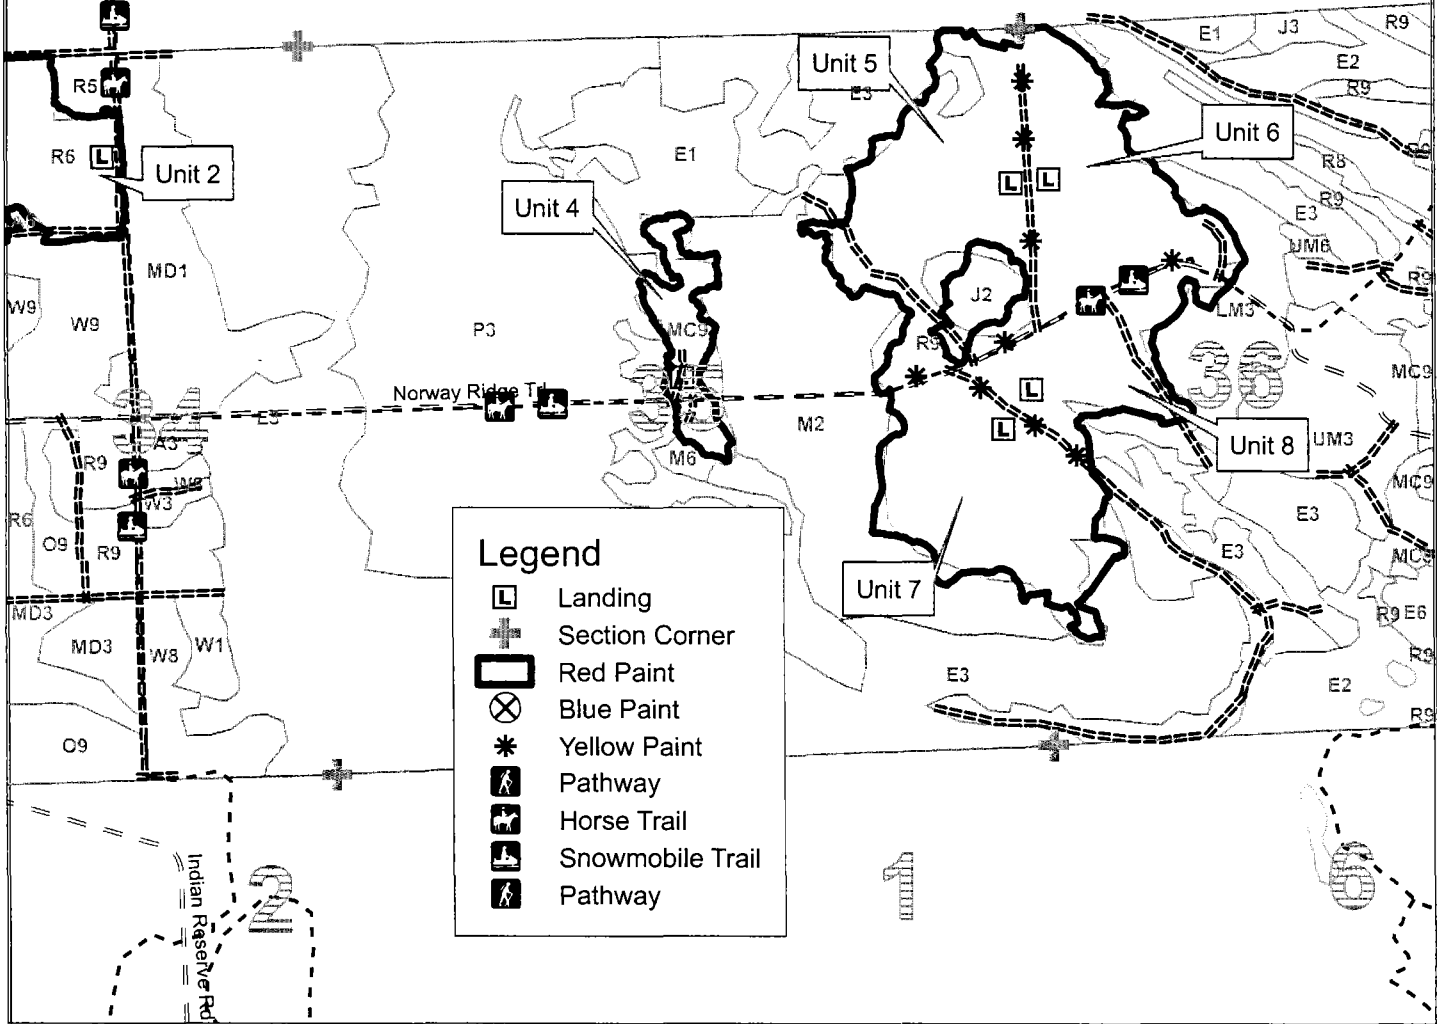 E1
J3
R9
Unit 5
E2
R5
E3
R9
Unit 6
R6
L
E1
R8
Unit 2
L
L
R9
Unit 4
E3
UM6
MD1
R9
J2
W9
W9
P3
MC9
LM3
R9
36
MC9
Norway Ridge Trl
L
34
E3
M2
A3
L
UM3
Unit 8
R9
M6
W3
MC9
R6
E3
O9
R9
Legend
E3
MC9
Unit 7
L Landing
MD3
R9
E6
Section Corner
MD3
W8
W1
Red Paint
E3
R9
E2
Blue Paint
R9
O9
Yellow Paint
Pathway
Horse Trail
Snowmobile Trail
Pathway
Indian Reserve Rd
2
1
6